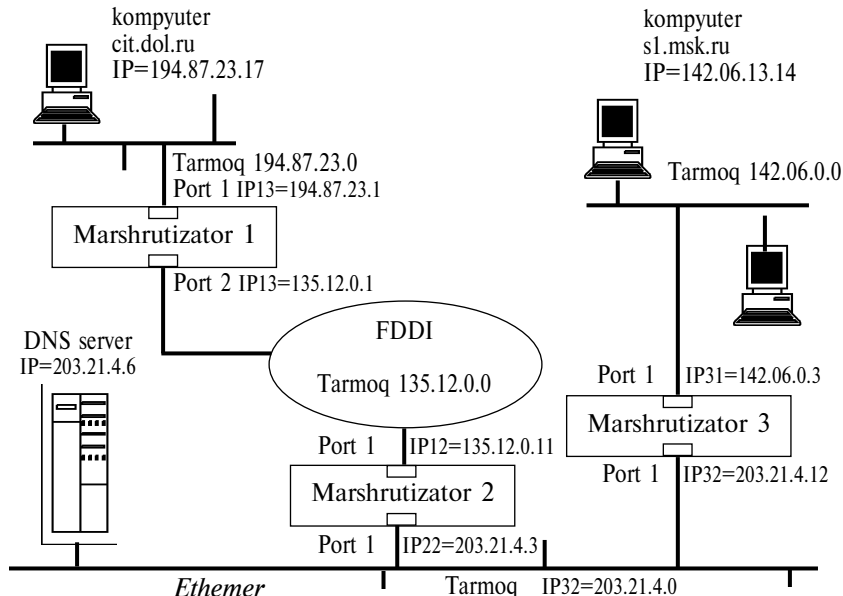 kompyuter
cit.dol.ru
IP=194.87.23.17
kompyuter
s1.msk.ru
IP=142.06.13.14
Tarmoq 194.87.23.0
Port 1 IP13=194.87.23.1
Tarmoq 142.06.0.0
Marshrutizator 1
Port 2 IP13=135.12.0.1
DNS server
IP=203.21.4.6
FDDI
Tarmoq 135.12.0.0
Port 1 IP31=142.06.0.3
Marshrutizator 3
Port 1 IP32=203.21.4.12
Port 1 IP12=135.12.0.11
Marshrutizator 2
Port 1 IP22=203.21.4.3
Ethemer
Tarmoq IP32=203.21.4.0